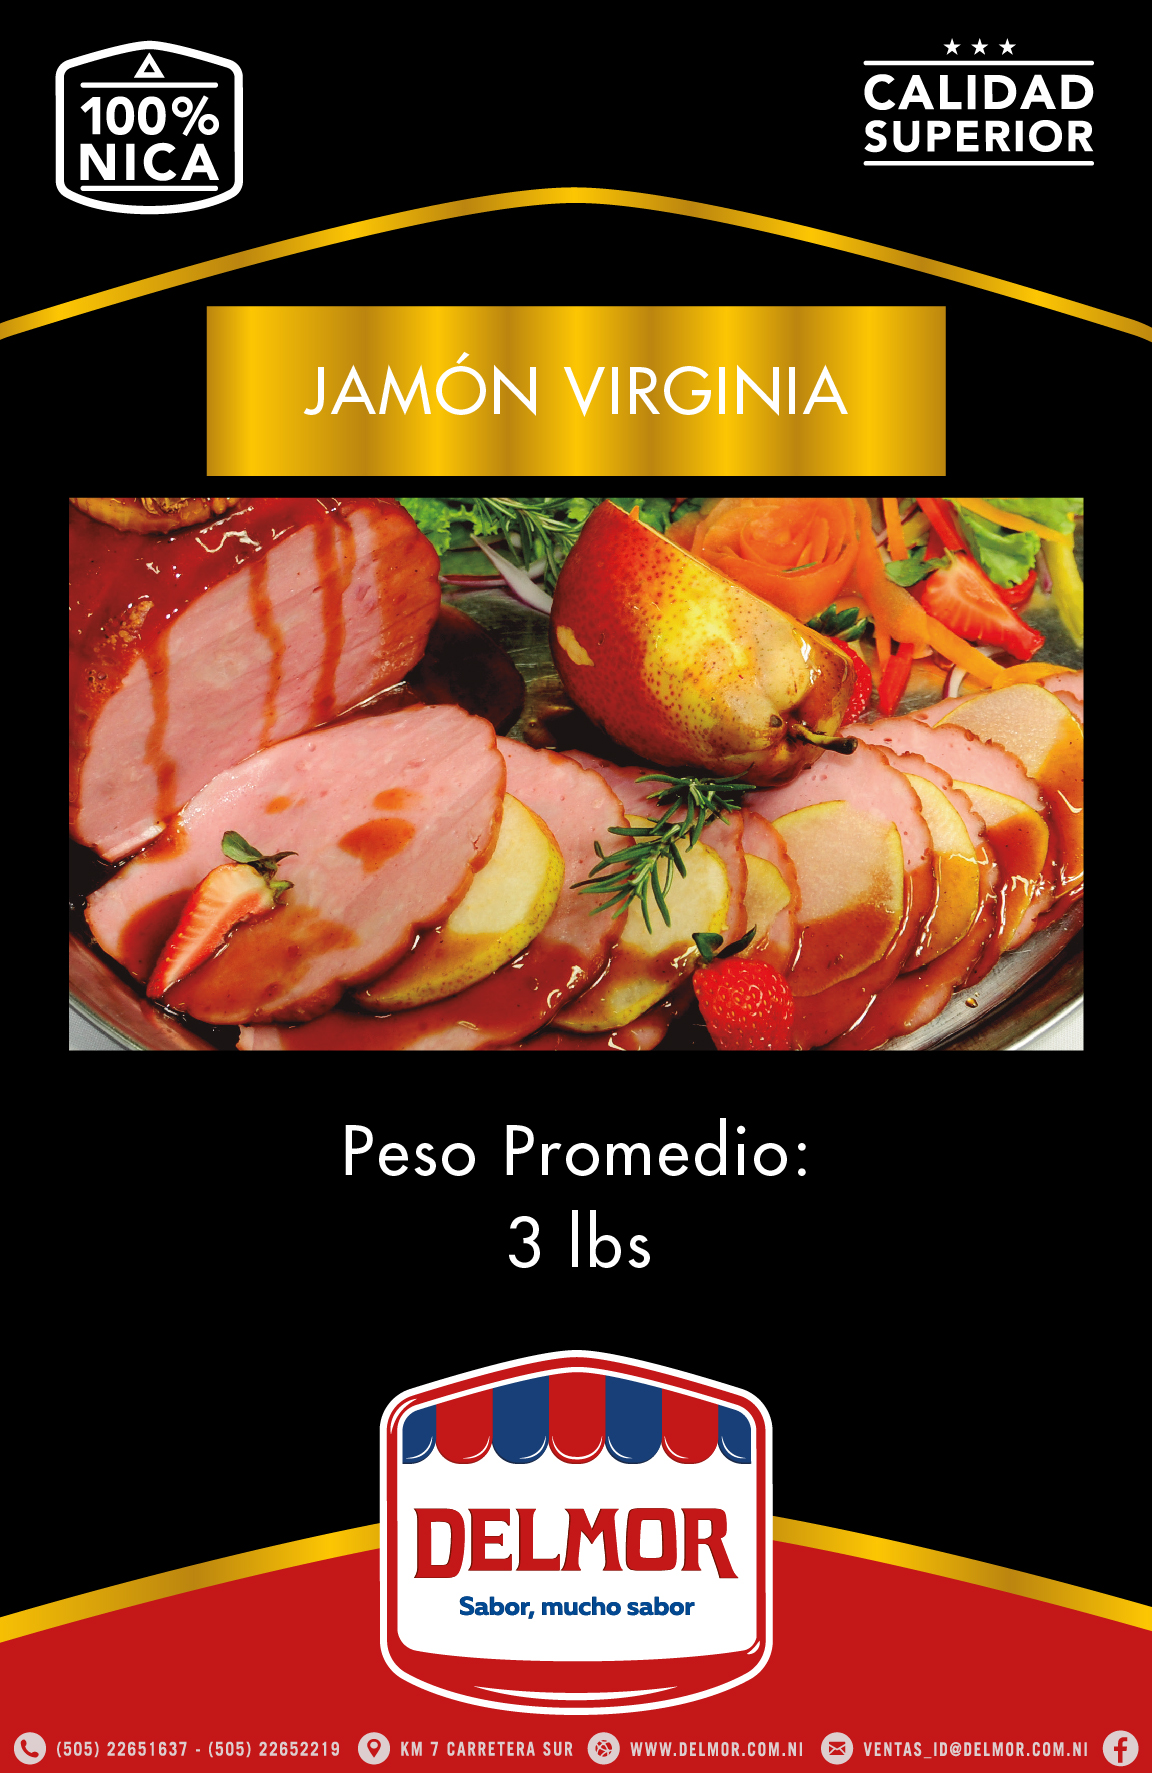 100%
NICA
CALIDAD
SUPERIOR
JAMÓN VIRGINIA
Peso Promedio:
3 lbs
DELMOR
Sabor, mucho sabor
(505) 22651637 - (505) 22652219 KM 7 CARRETERA SUR WWW.DELMOR.COM.NI VENTAS_ID@DELMOR.COM.NI